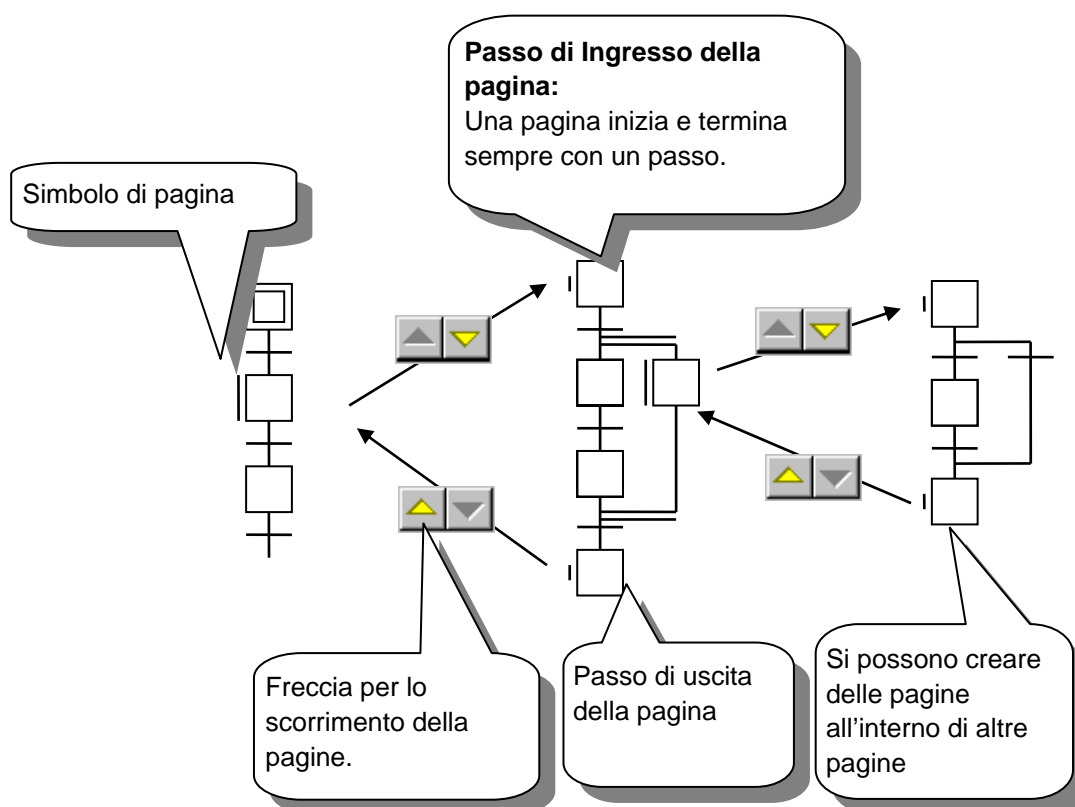 Passo di Ingresso della
pagina:
Una pagina inizia e termina
sempre con un passo.
Simbolo di pagina
Freccia per lo
scorrimento della
pagine.
Passo di uscita
della pagina
Si possono creare
delle pagine
all'interno di altre
pagine